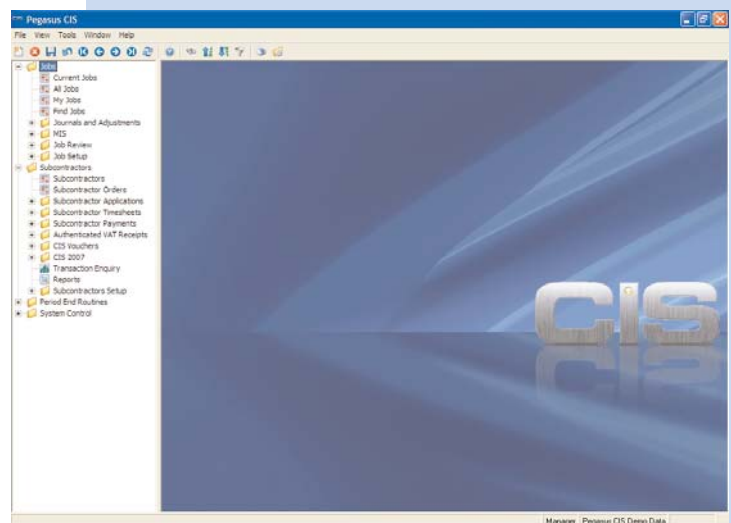 Pegasus CIS
File View Tools Window Help
Jobs
Current Jobs
All Jobs
My Jobs
Find Jobs
Journals and Adjustments
MIS
Job Review
Job Setup
Subcontractors
Subcontractors
Subcontractor Orders
Subcontractor Applications
Subcontractor Timesheets
Subcontractor Payments
Authenticated VAT Receipts
CIS Vouchers
CIS 2007
Transaction Enquiry
Reports
Subcontractors Setup
Period End Routines
System Control
CIS
Manager Pegasus CIS Demo Data